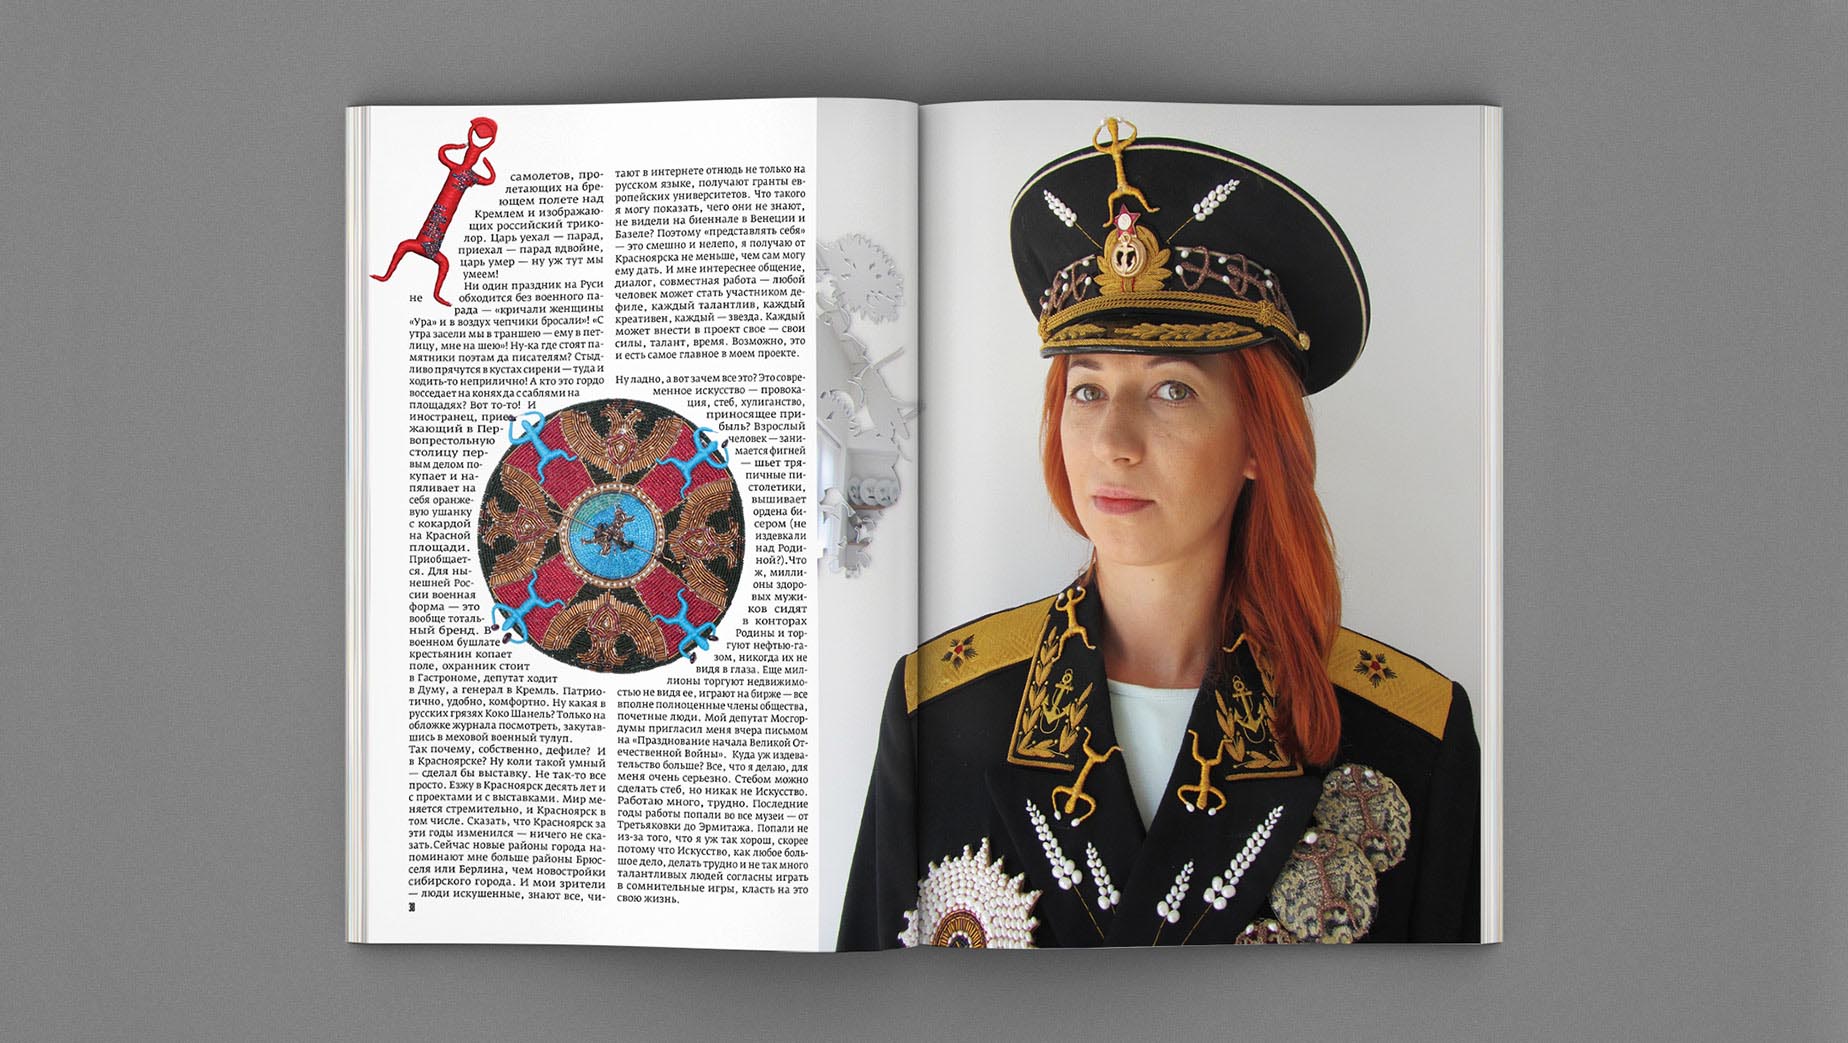 самолетов, про-
летающих на бре-
ющем полете над
Кремлем и изображаю-
щих российский трико-
лор. Царь уехал — парад,
приехал — парад вдвойне,
царь умер — ну уж тут мы
умеем!
Ни один праздник на Руси
не обходится без военного па-
рада — «кричали женщины
«Ура» и в воздух чепчики бросали»! «С
утра засели мы в траншею — ему в пет-
лицу, мне на шею»! Ну-ка где стоят па-
мятники поэтам да писателям? Стыд-
ливо прячутся в кустах сирени — туда и
ходить-то неприлично! А кто это гордо
восседает на конях да с саблями на
площадях? Вот то-то! И
иностранец, прие-
жающий в Пер-
вопрестольную
столицу пер-
вым делом по-
купает и на-
пяливает на
себя оранже-
вую ушанку
с кокардой
на Красной
площади.
Приобщает-
ся. Для ны-
нешней Рос-
сии военная
форма — это
вообще тоталь-
ный бренд. В
военном бушлате
крестьянин копает
поле, охранник стоит
в Гастрономе, депутат ходит
в Думу, а генерал в Кремль. Патрио-
тично, удобно, комфортно. Ну какая в
русских грязях Коко Шанель? Только на
обложке журнала посмотреть, закутав-
шись в меховой военный тулуп.
Так почему, собственно, дефиле? И
в Красноярске? Ну коли такой умный
— сделал бы выставку. Не так-то все
просто. Езжу в Красноярск десять лет и
с проектами и с выставками. Мир ме-
няется стремительно, и Красноярск в
том числе. Сказать, что Красноярск за
эти годы изменился — ничего не ска-
зать.Сейчас новые районы города на-
поминают мне больше районы Брюс-
селя или Берлина, чем новостройки
сибирского города. И мои зрители
— люди искушенные, знают все, чи-
30
тают в интернете отнюдь не только на
русском языке, получают гранты ев-
ропейских университетов. Что такого
я могу показать, чего они не знают,
не видели на биеннале в Венеции и
Базеле? Поэтому «представлять себя»
— это смешно и нелепо, я получаю от
Красноярска не меньше, чем сам могу
ему дать. И мне интереснее общение,
диалог, совместная работа — любой
человек может стать участником де-
филе, каждый талантлив, каждый
креативен, каждый — звезда. Каждый
может внести в проект свое — свои
силы, талант, время. Возможно, это
и есть самое главное в моем проекте.
Ну ладно, а вот зачем все это? Это совре-
менное искусство — провока-
ция, стеб, хулиганство,
приносящее при-
быль? Взрослый
человек — зани-
мается фигней
— шьет тря-
пичные пи-
столетики,
вышивает
ордена би-
сером (не
издевкали
над Роди-
ной?).Что
ж, милли-
оны здоро-
вых мужи-
ков сидят
в конторах
Родины и тор-
гуют нефтью-га-
зом, никогда их не
видя в глаза. Еще мил-
лионы торгуют недвижимо-
стью не видя ее, играют на бирже — все
вполне полноценные члены общества,
почетные люди. Мой депутат Мосгор-
думы пригласил меня вчера письмом
на «Празднование начала Великой От-
ечественной Войны». Куда уж издева-
тельство больше? Все, что я делаю, для
меня очень серьезно. Стебом можно
сделать стеб, но никак не Искусство.
Работаю много, трудно. Последние
годы работы попали во все музеи — от
Третьяковки до Эрмитажа. Попали не
из-за того, что я уж так хорош, скорее
потому что Искусство, как любое боль-
шое дело, делать трудно и не так много
талантливых людей согласны играть
в сомнительные игры, класть на это
свою жизнь.